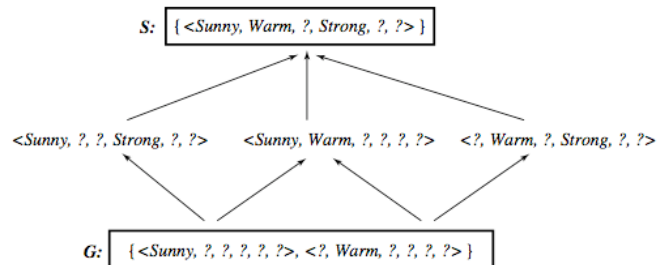 S: { <Sunny, Warm, ?, Strong, ?, ?> }
<Sunny, ?, ?, Strong, ?, ?> <Sunny, Warm, ?, ?, ?, ?> <?, Warm, ?, Strong, ?, ?>
G: { <Sunny, ?, ?, ?, ?, ?>, <?, Warm, ?, ?, ?, ?> }